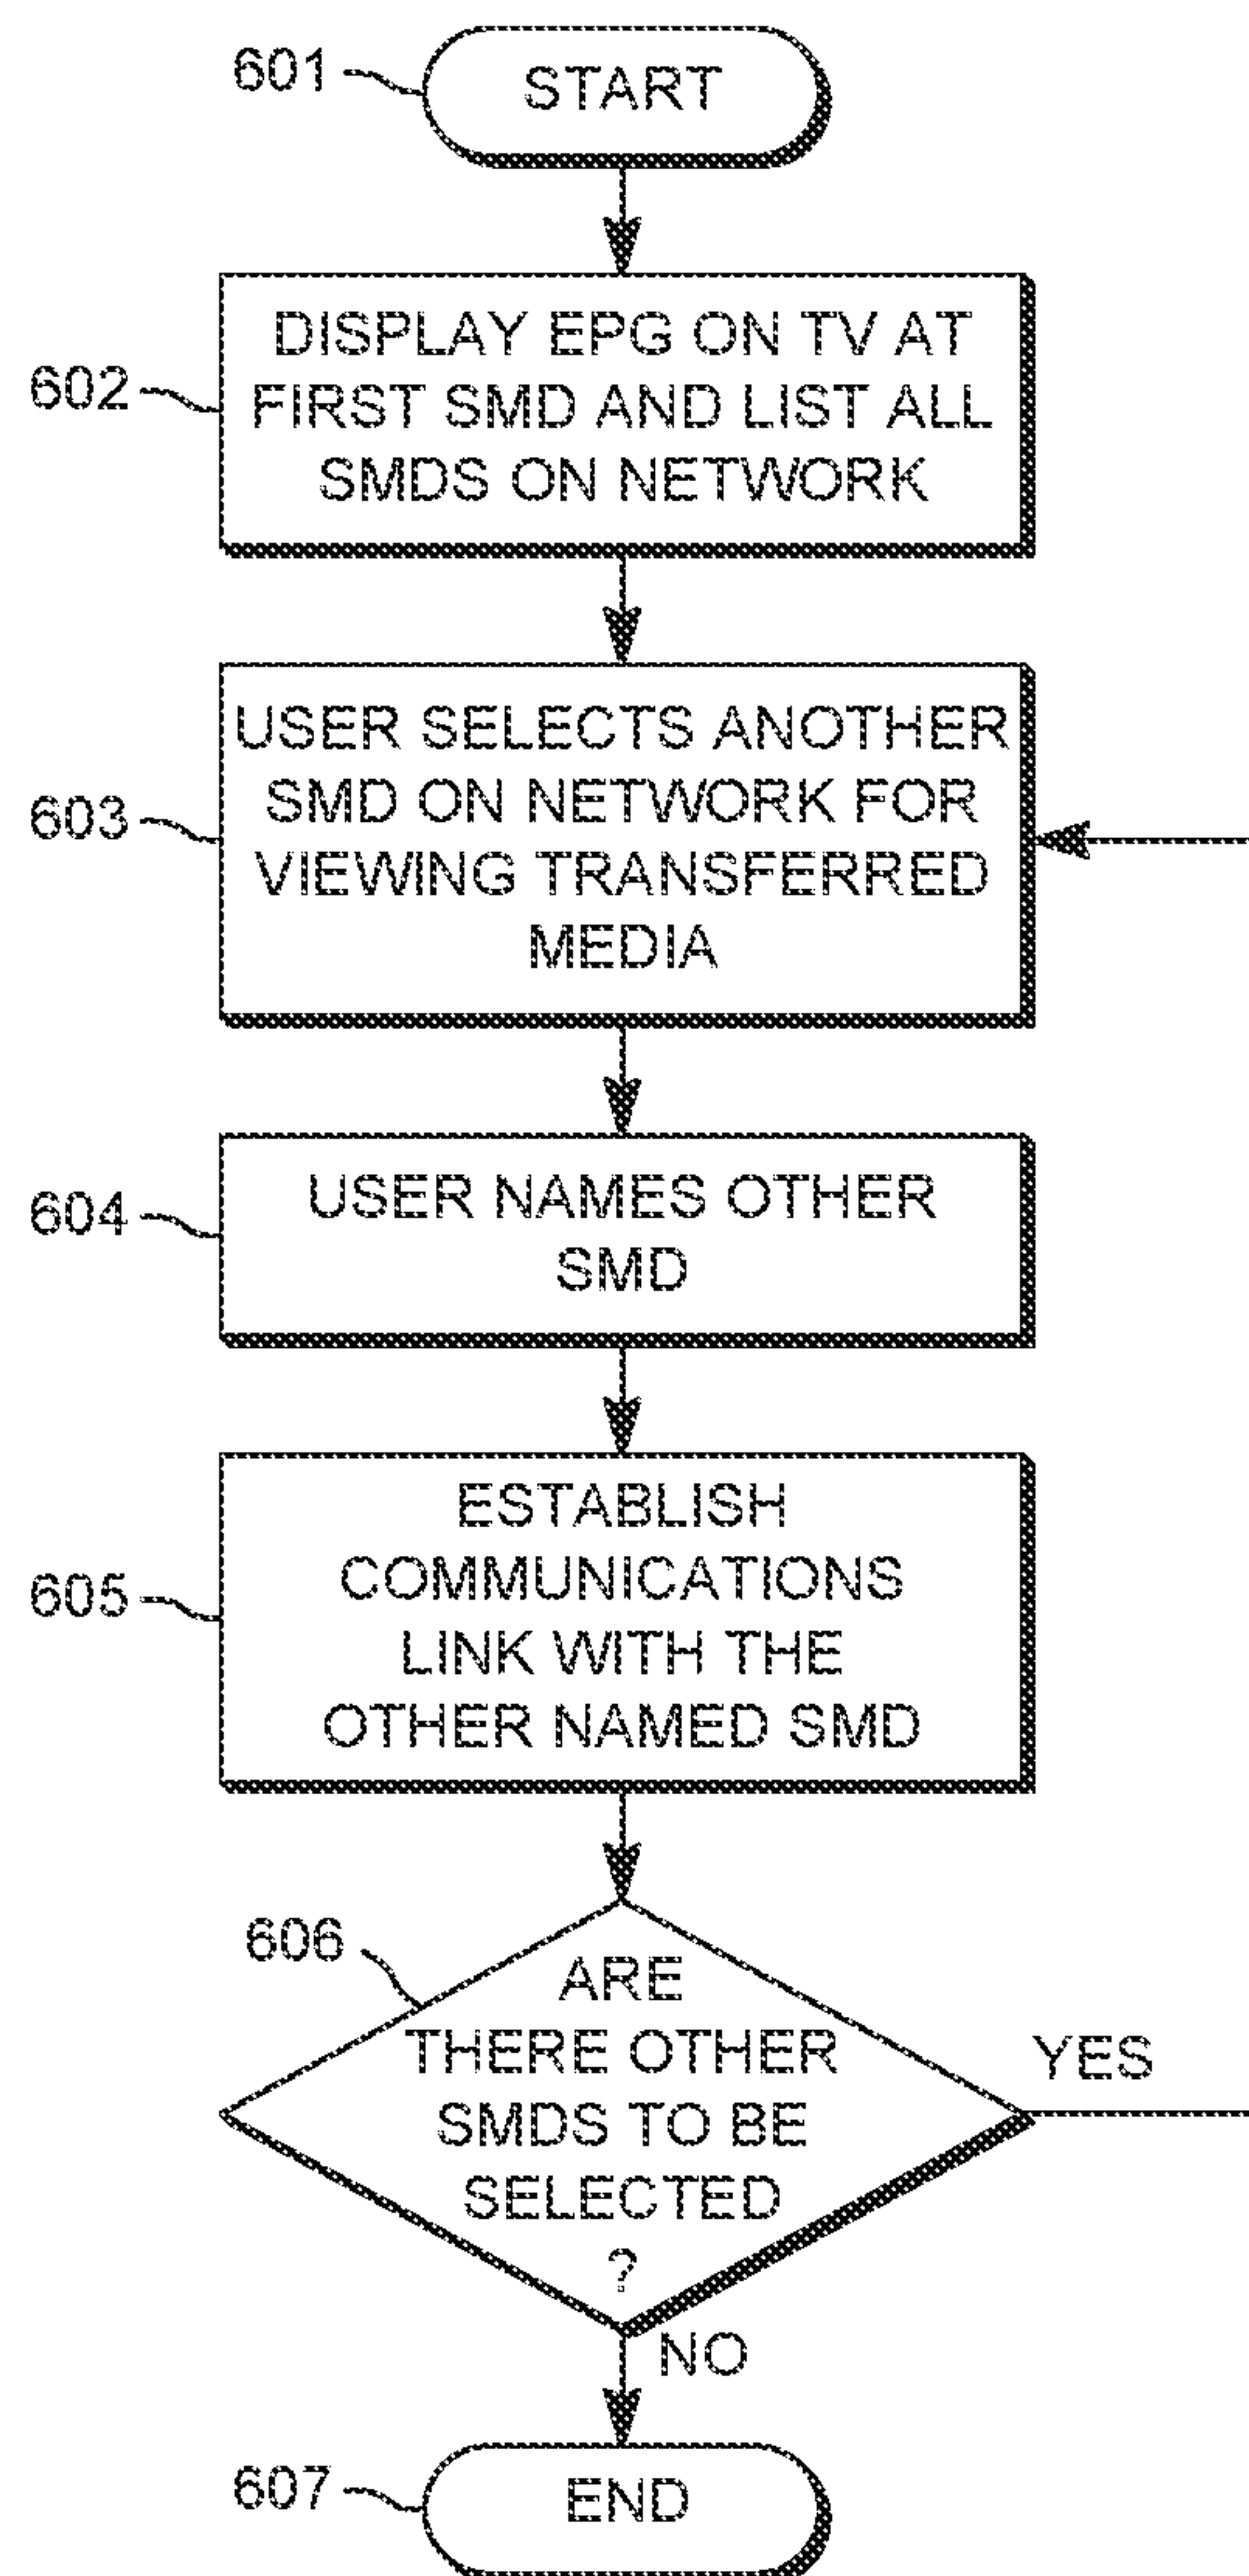 601
START
602
DISPLAY EPG ON TV AT
FIRST SMD AND LIST ALL
SMDS ON NETWORK
603
USER SELECTS ANOTHER
SMD ON NETWORK FOR
VIEWING TRANSFERRED
MEDIA
604
USER NAMES OTHER
SMD
605
ESTABLISH
COMMUNICATIONS
LINK WITH THE
OTHER NAMED SMD
606
ARE
THERE OTHER
SMDS TO BE
SELECTED
?
YES
NO
607
END